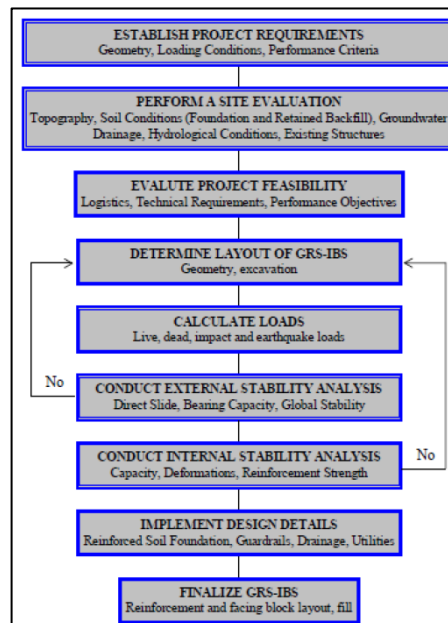 ESTABLISH PROJECT REQUIREMENTS
Geometry, Loading Conditions, Performance Criteria
PERFORM A SITE EVALUATION
Topography, Soil Conditions (Foundation and Retained Backfill), Groundwater
Drainage, Hydrological Conditions, Existing Structures
EVALUTE PROJECT FEASIBILITY
Logistics, Technical Requirements, Performance Objectives
DETERMINE LAYOUT OF GRS-IBS
Geometry, excavation
CALCULATE LOADS
Live, dead, impact and earthquake loads
No
CONDUCT EXTERNAL STABILITY ANALYSIS
Direct Slide, Bearing Capacity, Global Stability
CONDUCT INTERNAL STABILITY ANALYSIS
Capacity, Deformations, Reinforcement Strength
No
IMPLEMENT DESIGN DETAILS
Reinforced Soil Foundation, Guardrails, Drainage, Utilities
FINALIZE GRS-IBS
Reinforcement and facing block layout, fill